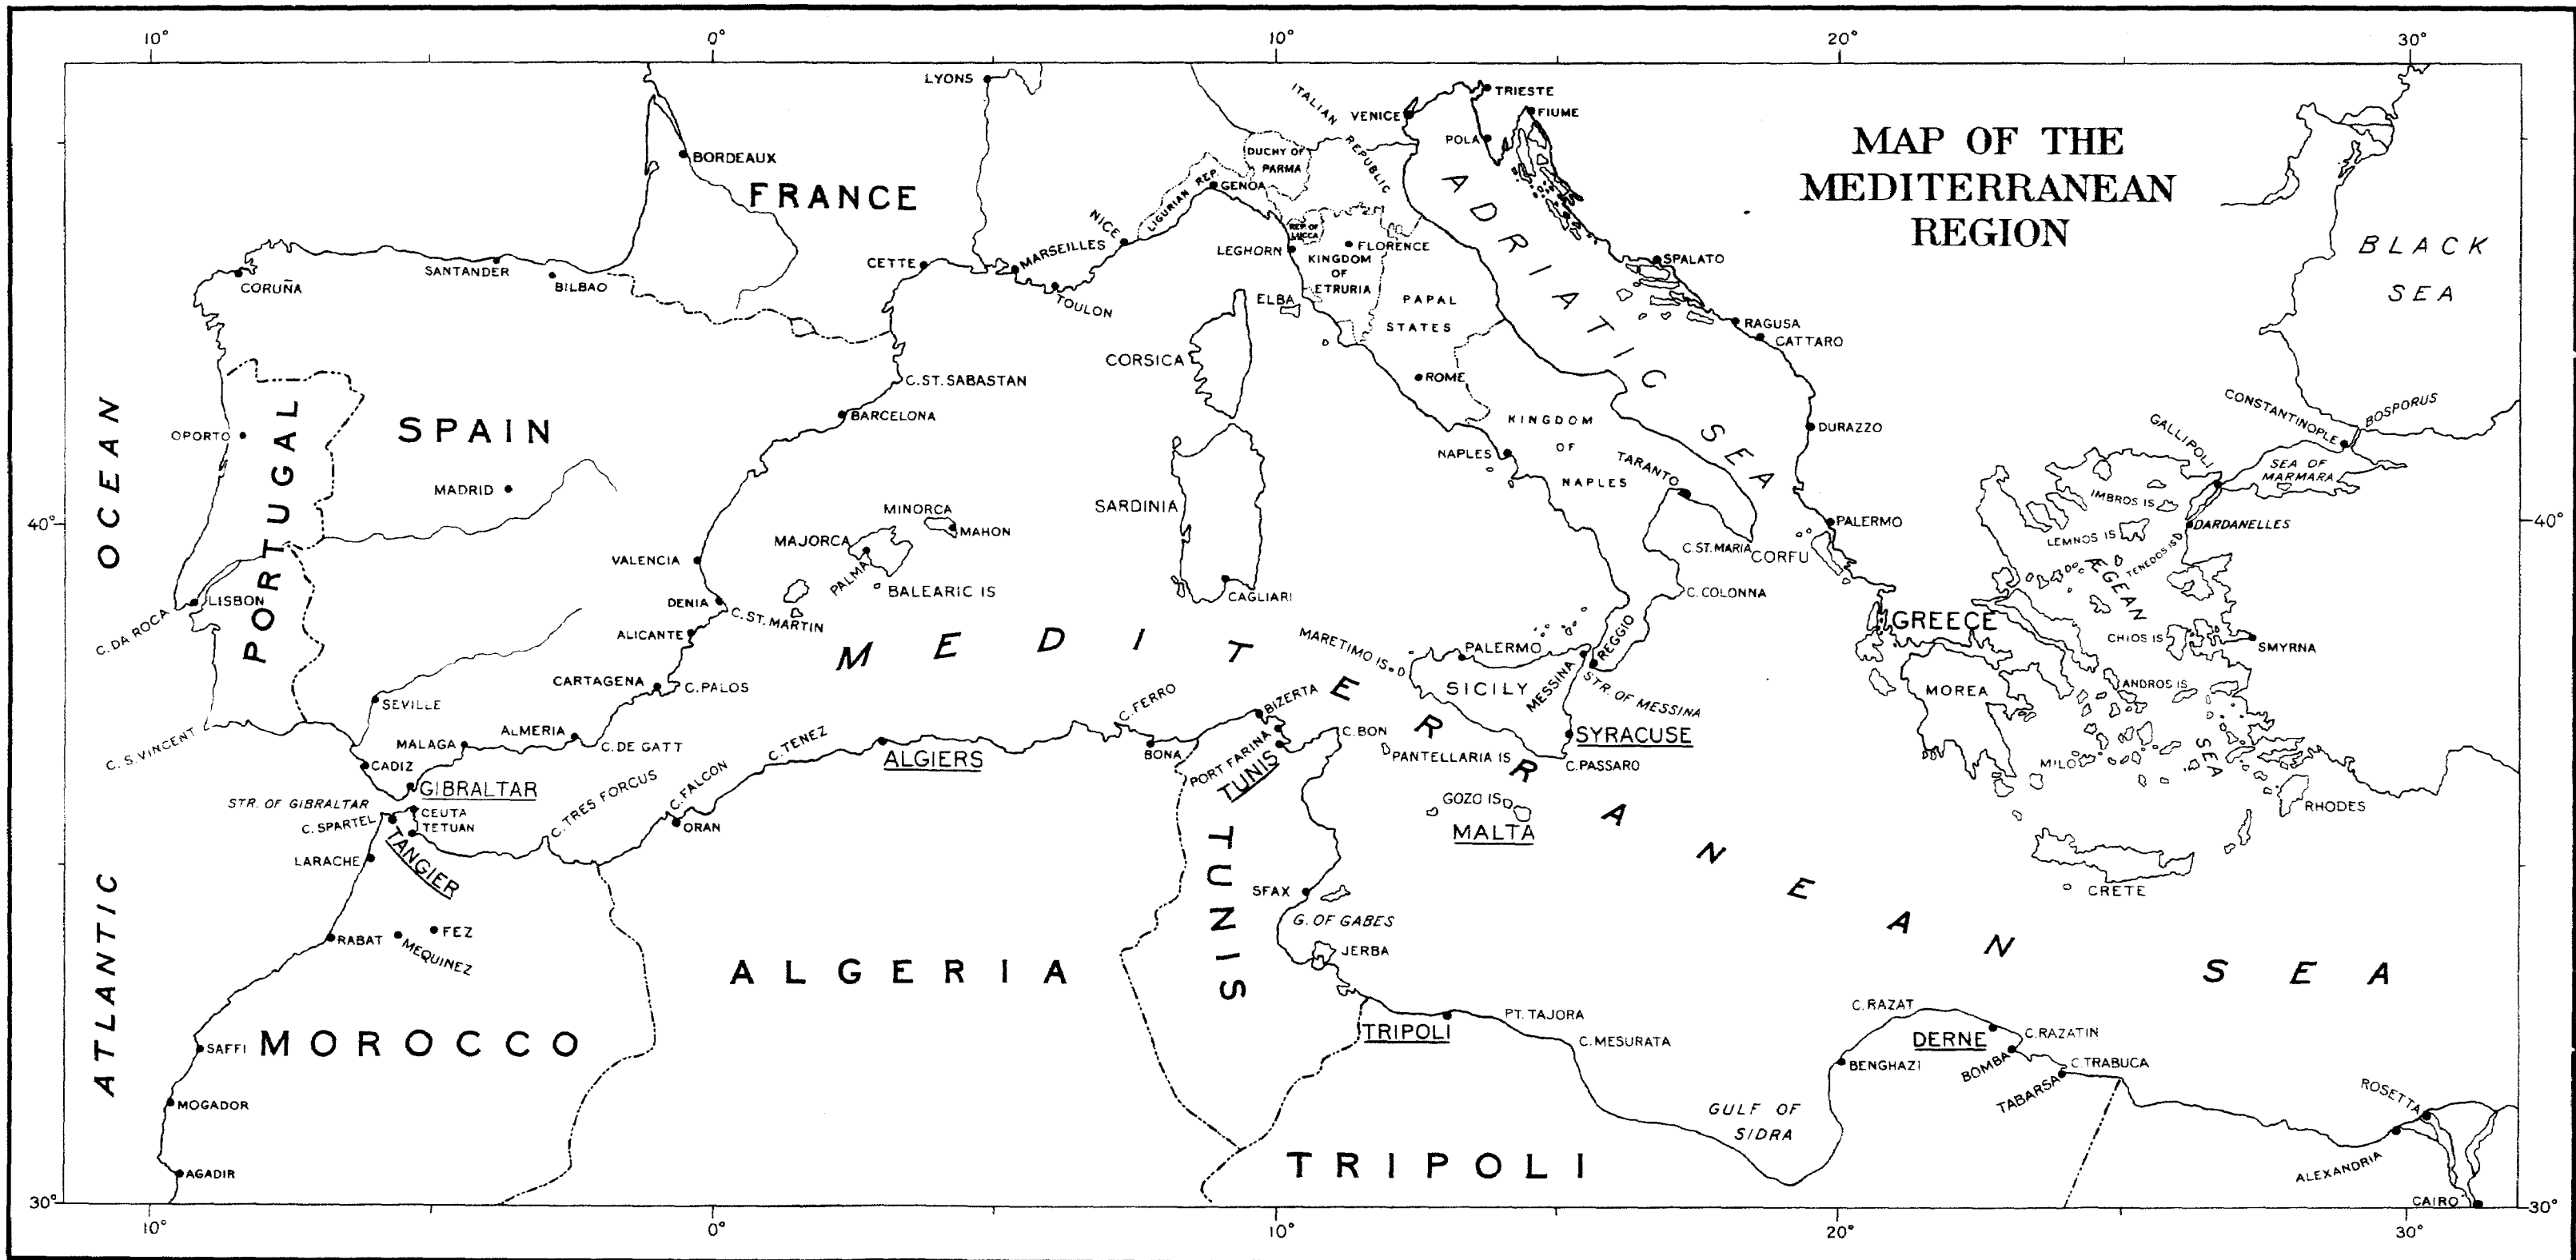 10°
0°
10°
20°
30°
MAP OF THE
MEDITERRANEAN
REGION
LYONS
BORDEAUX
FRANCE
ITALIAN REPUBLIC
VENICE
TRIESTE
FIUME
POLA
DUCHY OF
PARMA
LIGURIAN REP.
GENOA
NICE
MARSEILLES
CETTE
TOULON
REP. OF
LUCCA
LEGHORN
FLORENCE
KINGDOM
OF
ETRURIA
ELBA
PAPAL
STATES
ROME
CORSICA
ADRIATIC SEA
SPALATO
RAGUSA
CATTARO
DURAZZO
BLACK
SEA
CONSTANTINOPLE
BOSPORUS
GALLIPOLI
SEA OF
MARMARA
CORUÑA
SANTANDER
BILBAO
C. ST. SABASTAN
BARCELONA
OPORTO
PORTUGAL
SPAIN
MADRID
ATLANTIC OCEAN
40°
40°
KINGDOM
OF
NAPLES
NAPLES
TARANTO
SARDINIA
CAGLIARI
MINORCA
MAHON
MAJORCA
PALMA
BALEARIC IS
VALENCIA
DENIA
C. ST. MARTIN
ALICANTE
C. DA ROCA
LISBON
PALERMO
C. ST. MARIA
CORFU
C. COLONNA
IMBROS IS
LEMNOS IS
TENEDOS IS
DARDANELLES
ÆGEAN SEA
CHIOS IS
SMYRNA
GREECE
MOREA
ANDROS IS
MILO
RHODES
CRETE
MEDITERRANEAN SEA
MARETIMO IS.
PALERMO
REGGIO
MESSINA
STR. OF MESSINA
SICILY
SYRACUSE
C. PASSARO
CARTAGENA
C. PALOS
SEVILLE
ALMERIA
C. DE GATT
MALAGA
C. S. VINCENT
CADIZ
GIBRALTAR
STR. OF GIBRALTAR
C. SPARTEL
CEUTA
TETUAN
TANGIER
LARACHE
C. TRES FORCUS
C. FALCON
ORAN
C. TENEZ
ALGIERS
C. FERRO
BONA
BIZERTA
PORT FARINA
TUNIS
C. BON
PANTELLARIA IS
GOZO IS
MALTA
TUNIS
SFAX
G. OF GABES
JERBA
RABAT
MEQUINEZ
FEZ
ALGERIA
MOROCCO
SAFFI
MOGADOR
AGADIR
TRIPOLI
PT. TAJORA
C. MESURATA
C. RAZAT
DERNE
C. RAZATIN
BENGHAZI
BOMBA
C. TRABUCA
TABARSA
GULF OF
SIDRA
TRIPOLI
ROSETTA
ALEXANDRIA
CAIRO
30°
30°
10°
0°
10°
20°
30°